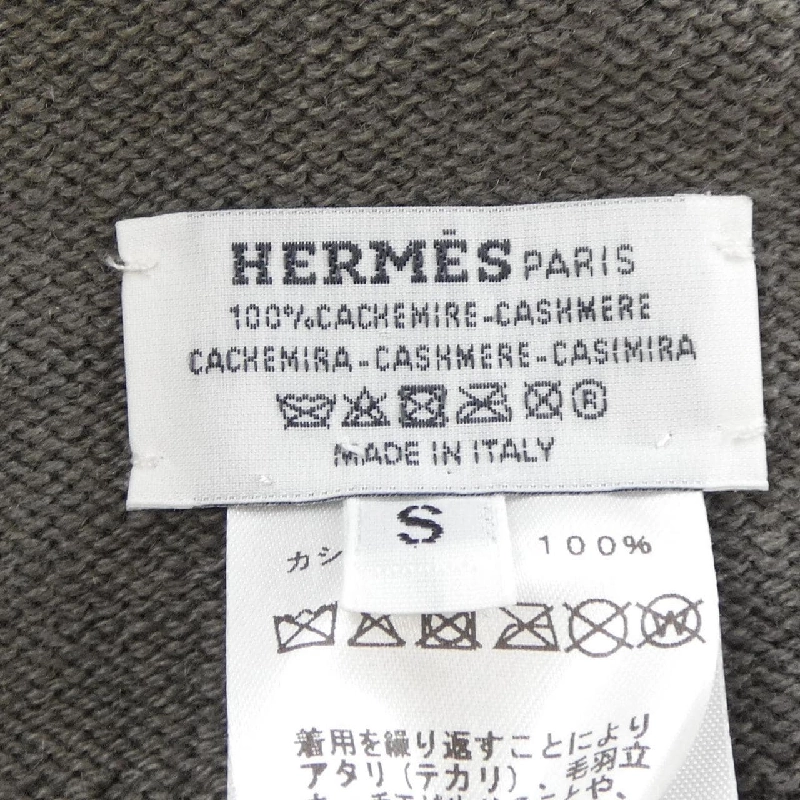 HERMÈS PARIS
100%CACHEMIRE-CASHMERE
CACHEMIRA-CASHMERE-CASIMIRA
®
MADE IN ITALY
S
カシ 100%
W
着用を繰り返すことにより
アタリ(テカリ)、毛羽立